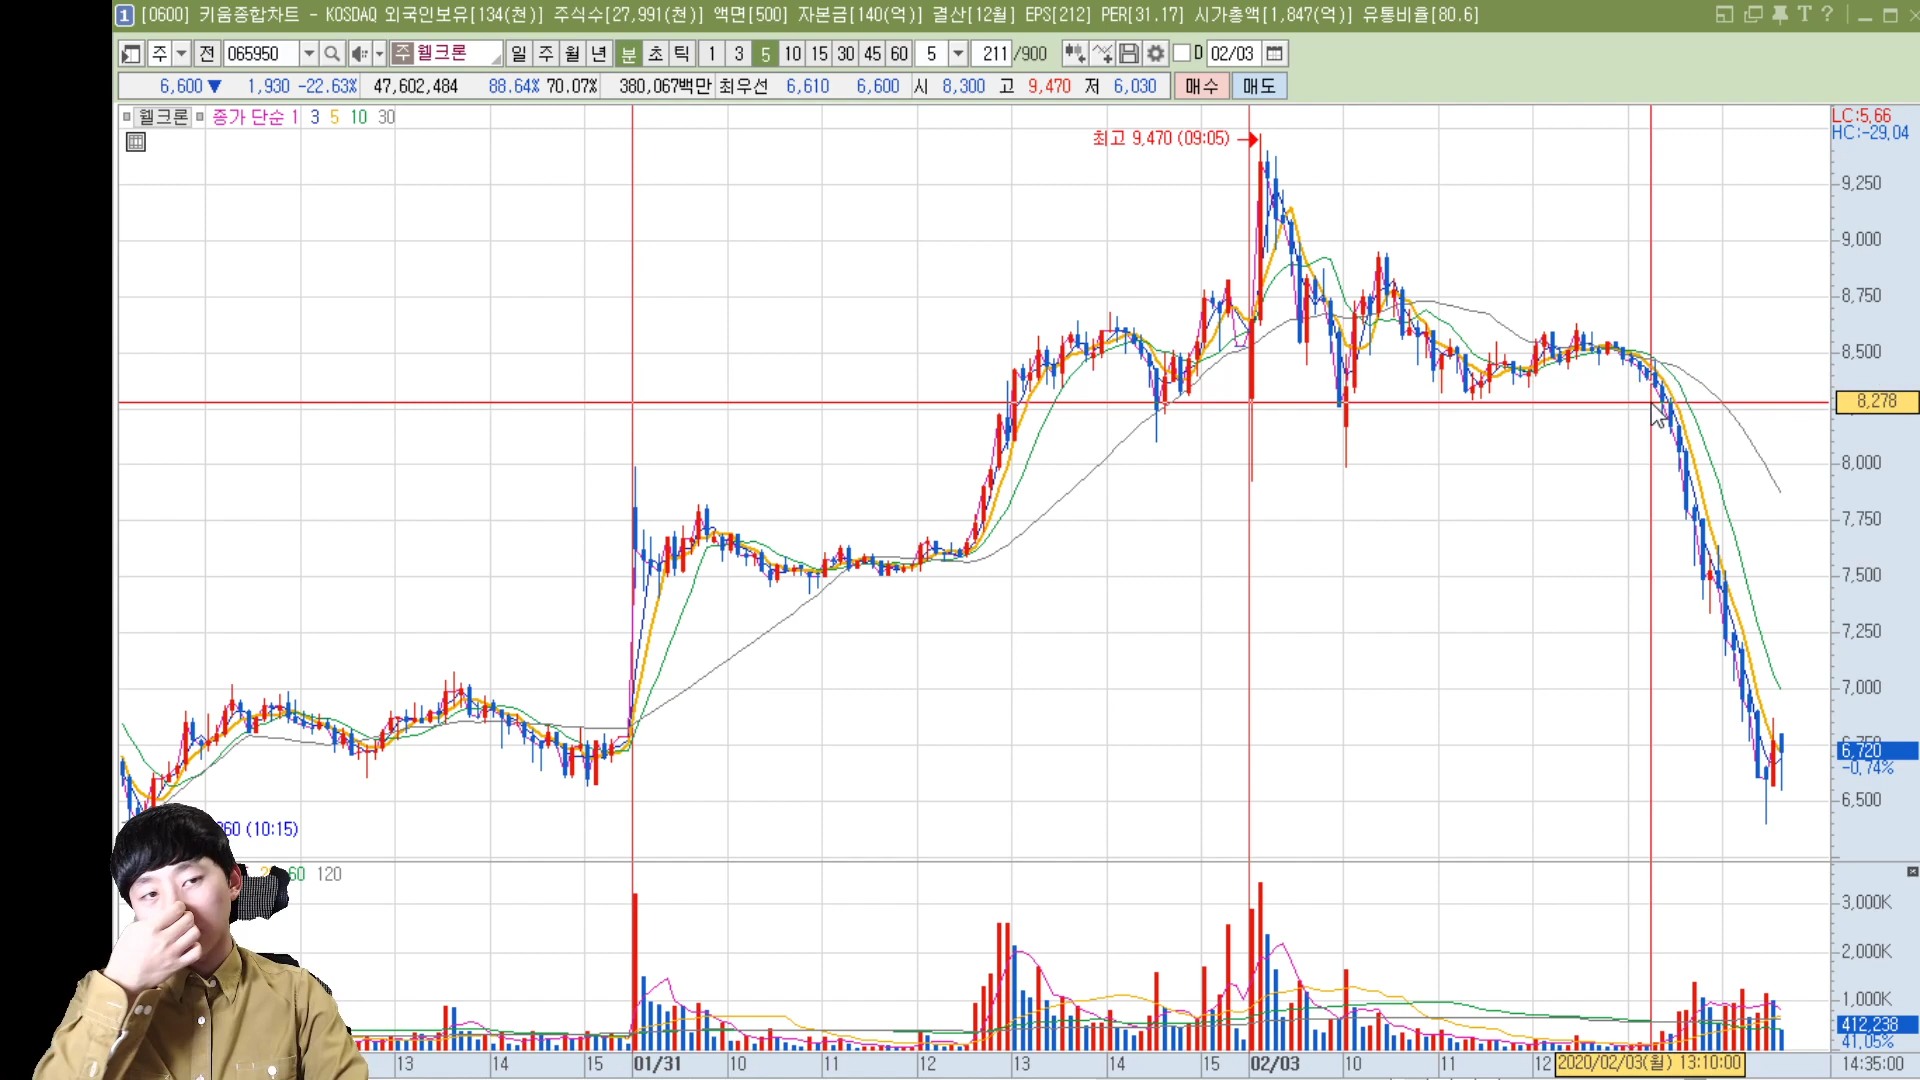 1 [0600] 키움종합차트 - KOSDAQ 외국인보유[134(천)] 주식수[27,991(천)] 액면[500] 자본금[140(억)] 결산[12월] EPS[212] PER[31.17] 시가총액[1,847(억)] 유통비율[80.6] T ?
주 전 065950 주 웰크론 일 주 월 년 분 초 틱 1 3 5 10 15 30 45 60 5 211 /900 D 02/03
6,600 ▼ 1,930 -22.63% 47,602,484 88.64% 70.07% 380,067백만 최우선 6,610 6,600 시 8,300 고 9,470 저 6,030 매수 매도
웰크론 종가 단순 1 3 5 10 30
LC:5,66
HC:-29,04
최고 9,470 (09:05)
9,250
9,000
8,750
8,500
8,278
8,000
7,750
7,500
7,250
7,000
6,720
-0,74%
6,500
60 (10:15)
60 120
3,000K
2,000K
1,000K
412,238
41,05%
13 14 15 01/31 10 11 12 13 14 15 02/03 10 11 12 2020/02/03(월) 13:10:00 14:35:00